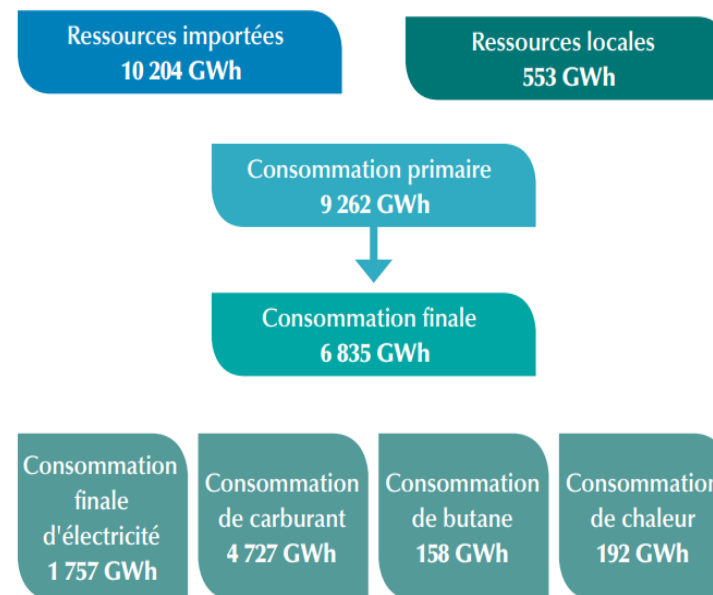 Ressources importées
10 204 GWh
Ressources locales
553 GWh
Consommation primaire
9 262 GWh
Consommation finale
6 835 GWh
Consommation
finale
d'électricité
1 757 GWh
Consommation
de carburant
4 727 GWh
Consommation
de butane
158 GWh
Consommation
de chaleur
192 GWh